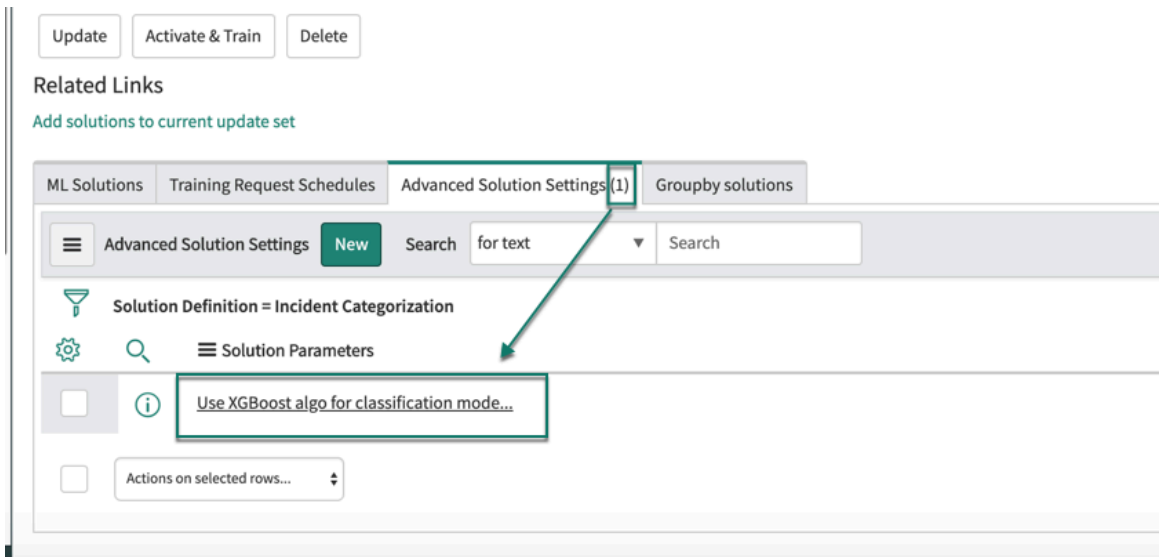 Update Activate & Train Delete
Related Links
Add solutions to current update set
ML Solutions Training Request Schedules Advanced Solution Settings (1) Groupby solutions
Advanced Solution Settings New Search for text Search
Solution Definition = Incident Categorization
Solution Parameters
Use XGBoost algo for classification mode...
Actions on selected rows...